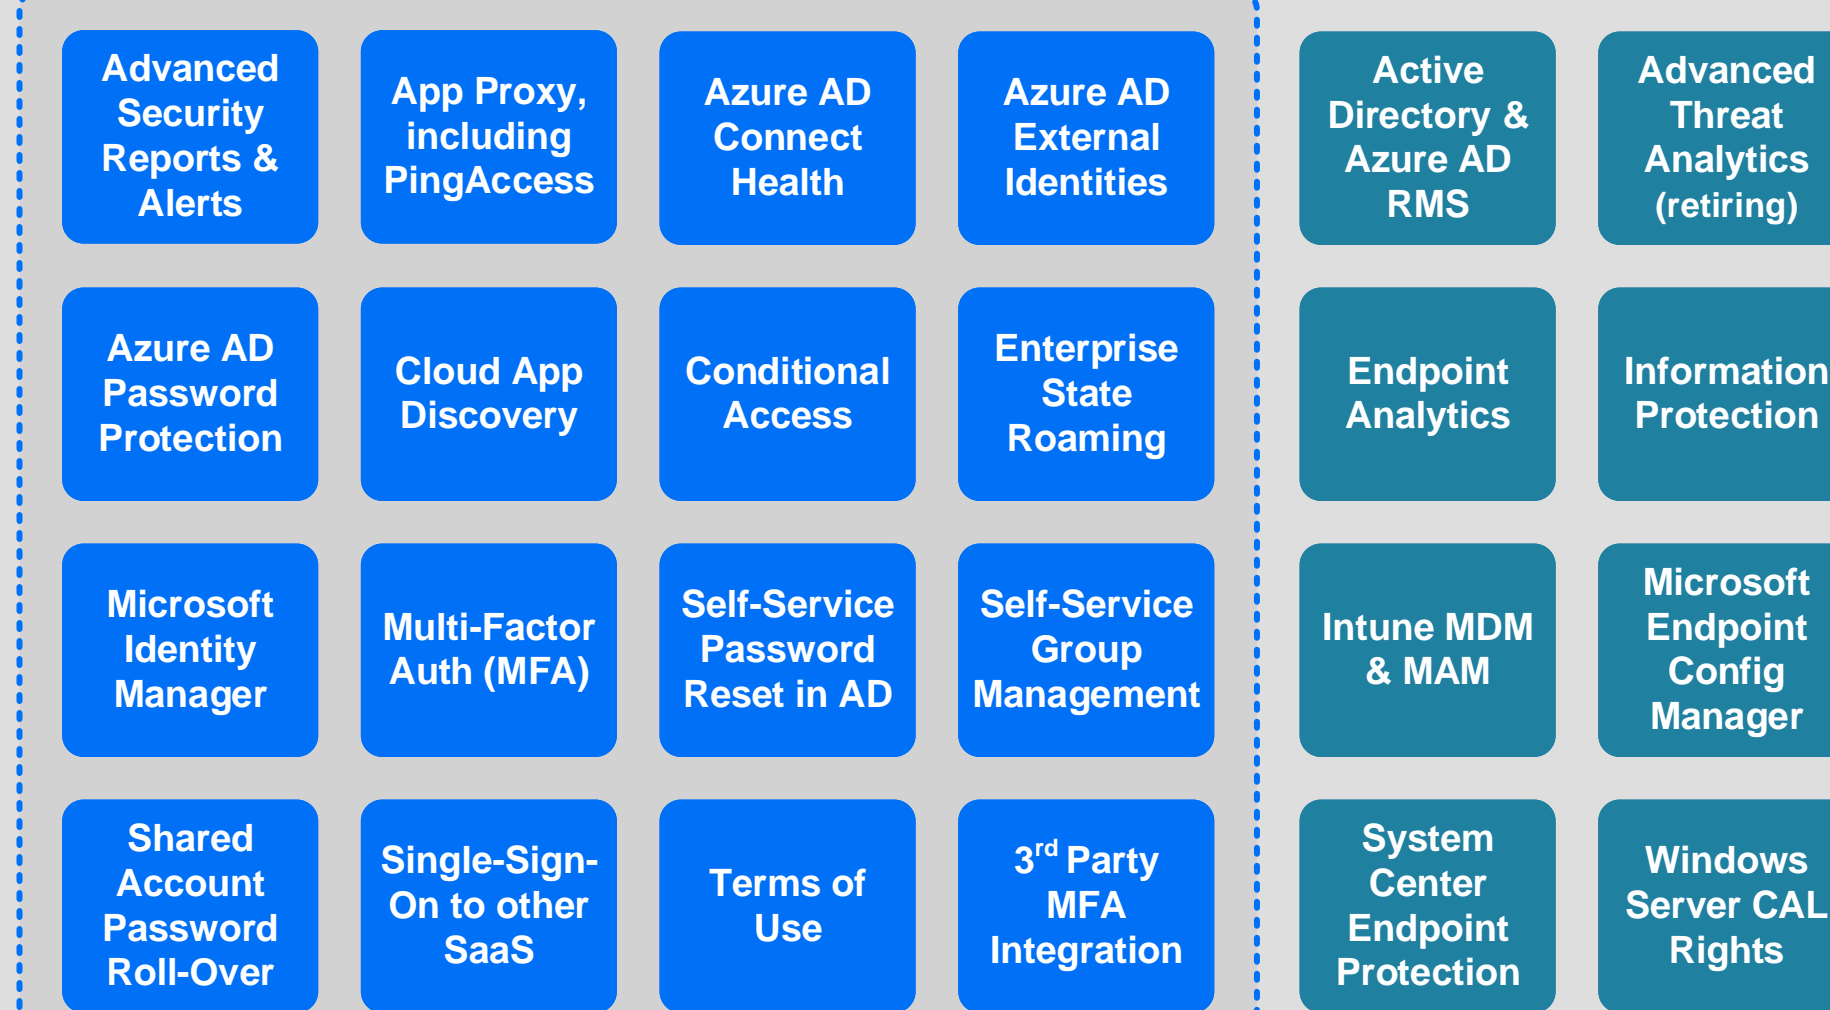 Advanced
Security
Reports &
Alerts
App Proxy,
including
PingAccess
Azure AD
Connect
Health
Azure AD
External
Identities
Active
Directory &
Azure AD
RMS
Advanced
Threat
Analytics
(retiring)
Azure AD
Password
Protection
Cloud App
Discovery
Conditional
Access
Enterprise
State
Roaming
Endpoint
Analytics
Information
Protection
Microsoft
Identity
Manager
Multi-Factor
Auth (MFA)
Self-Service
Password
Reset in AD
Self-Service
Group
Management
Intune MDM
& MAM
Microsoft
Endpoint
Config
Manager
Shared
Account
Password
Roll-Over
Single-Sign-
On to other
SaaS
Terms of
Use
3rd Party
MFA
Integration
System
Center
Endpoint
Protection
Windows
Server CAL
Rights